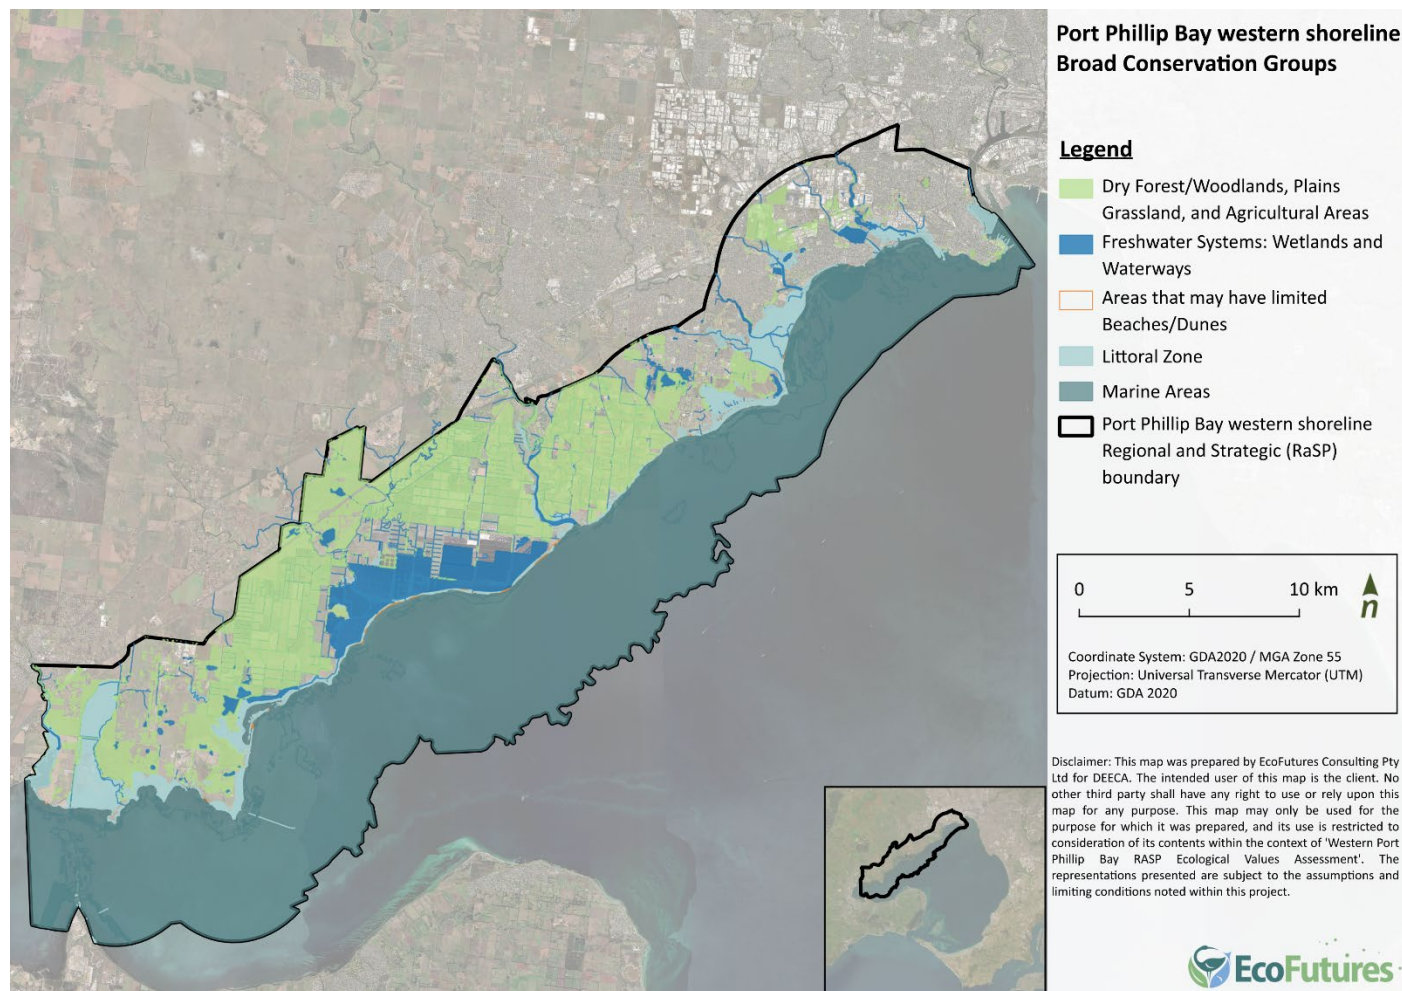 Port Phillip Bay western shoreline
Broad Conservation Groups
Legend
Dry Forest/Woodlands, Plains
Grassland, and Agricultural Areas
Freshwater Systems: Wetlands and
Waterways
Areas that may have limited
Beaches/Dunes
Littoral Zone
Marine Areas
Port Phillip Bay western shoreline
Regional and Strategic (RaSP)
boundary
0 5 10 km
n
Coordinate System: GDA2020 / MGA Zone 55
Projection: Universal Transverse Mercator (UTM)
Datum: GDA 2020
Disclaimer: This map was prepared by EcoFutures Consulting Pty
Ltd for DEECA. The intended user of this map is the client. No
other third party shall have any right to use or rely upon this
map for any purpose. This map may only be used for the
purpose for which it was prepared, and its use is restricted to
consideration of its contents within the context of 'Western Port
Phillip Bay RASP Ecological Values Assessment'. The
representations presented are subject to the assumptions and
limiting conditions noted within this project.
EcoFutures